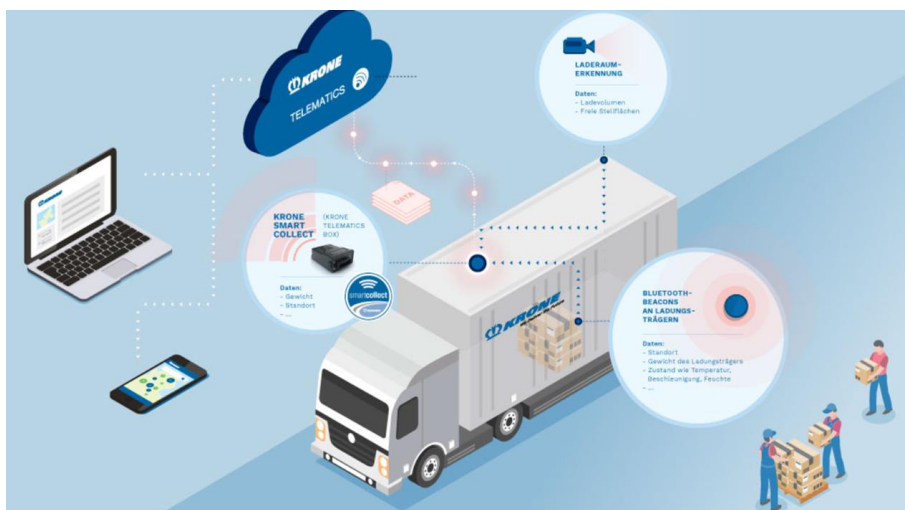 KRONE
TELEMATICS
LADERAUM-
ERKENNUNG
Daten:
- Ladevolumen
- Freie Stellflächen
KRONE
DATA
KRONE
SMART
COLLECT
(KRONE
TELEMATICS
BOX)
Daten:
- Gewicht
- Standort
- ...
smartcollect
KRONE
BLUETOOTH-
BEACONS
AN LADUNGS-
TRÄGERN
Daten:
- Standort
- Gewicht des Ladungsträgers
- Zustand wie Temperatur,
Beschleunigung, Feuchte
- ...